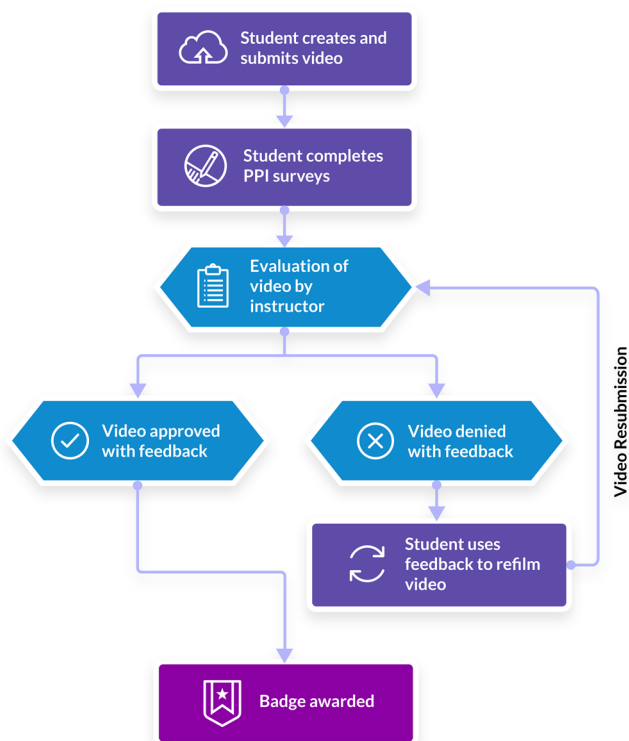 Student creates and
submits video
Student completes
PPI surveys
Evaluation of
video by
instructor
Video approved
with feedback
Video denied
with feedback
Student uses
feedback to refilm
video
Video Resubmission
Badge awarded